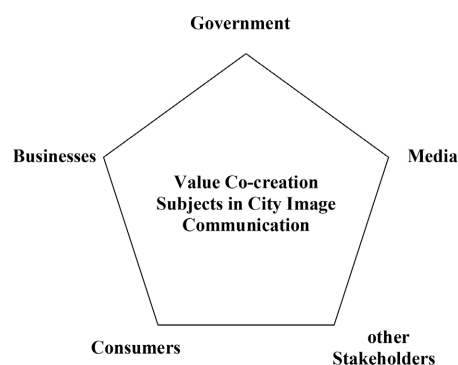 Government
Businesses
Media
Value Co-creation
Subjects in City Image
Communication
Consumers
other
Stakeholders